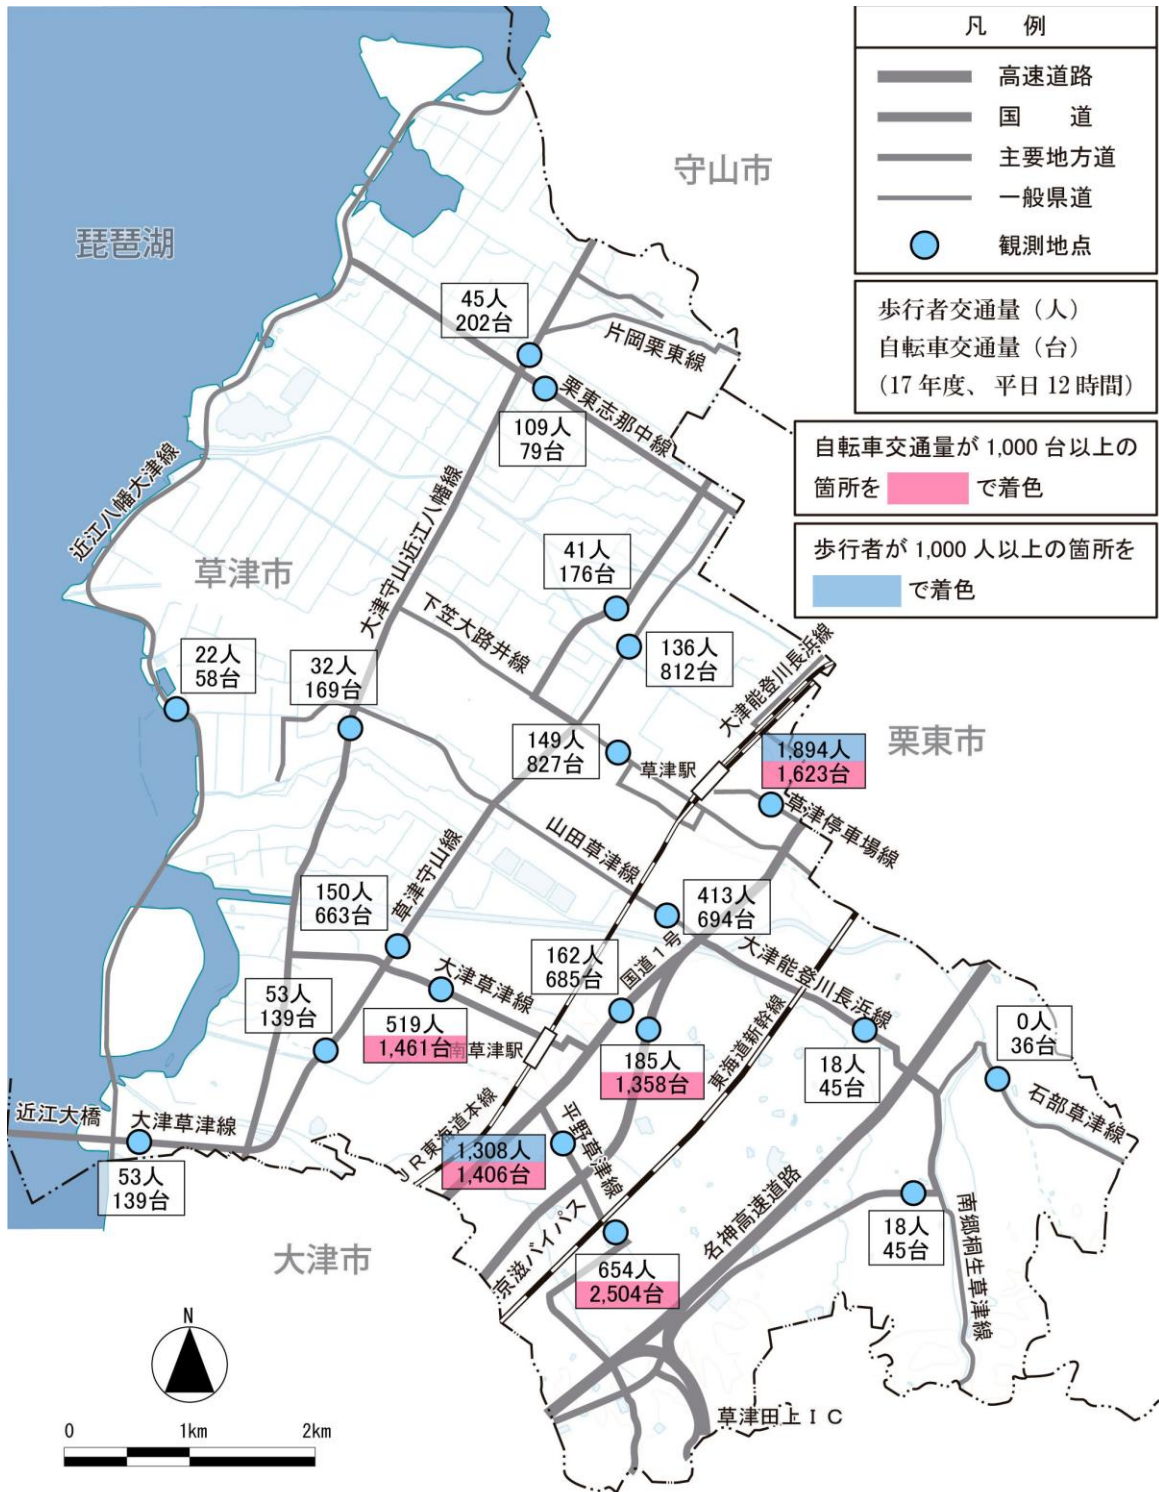 凡 例
高速道路
国 道
主要地方道
一般県道
観測地点
歩行者交通量（人）
自転車交通量（台）
（17 年度、 平日 12 時間）
自転車交通量が 1,000 台以上の
箇所を で着色
歩行者が 1,000 人以上の箇所を
で着色
守山市
琵琶湖
45人
202台
片岡栗東線
栗東志那中線
109人
79台
近江八幡大津線
大津守山近江八幡線
草津市
41人
176台
下笠大路井線
136人
812台
大津能登川長浜線
22人
58台
32人
169台
149人
827台
草津駅
栗東市
1,894人
1,623台
草津停車場線
山田草津線
草津守山線
150人
663台
413人
694台
162人
685台
国道１号
大津能登川長浜線
大津草津線
53人
139台
519人
1,461台
南草津駅
185人
1,358台
東海道新幹線
18人
45台
0人
36台
石部草津線
近江大橋
大津草津線
53人
139台
ＪＲ東海道本線
1,308人
1,406台
平野草津線
名神高速道路
18人
45台
南郷桐生草津線
大津市
京滋バイパス
654人
2,504台
草津田上ＩＣ
N
0 1km 2km